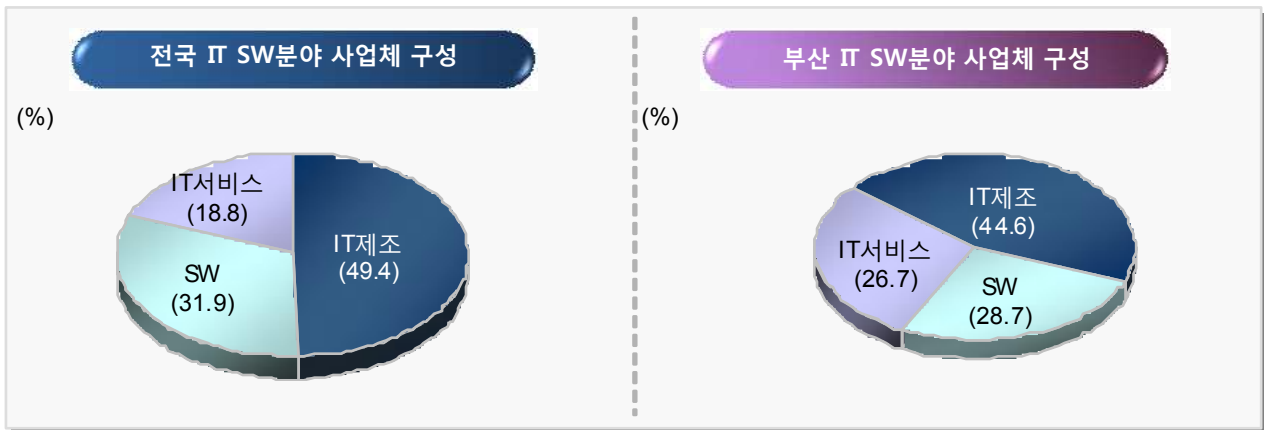 전국 IT SW분야 사업체 구성
(%)
IT서비스
(18.8)
IT제조
(49.4)
SW
(31.9)
부산 IT SW분야 사업체 구성
(%)
IT제조
(44.6)
IT서비스
(26.7)
SW
(28.7)